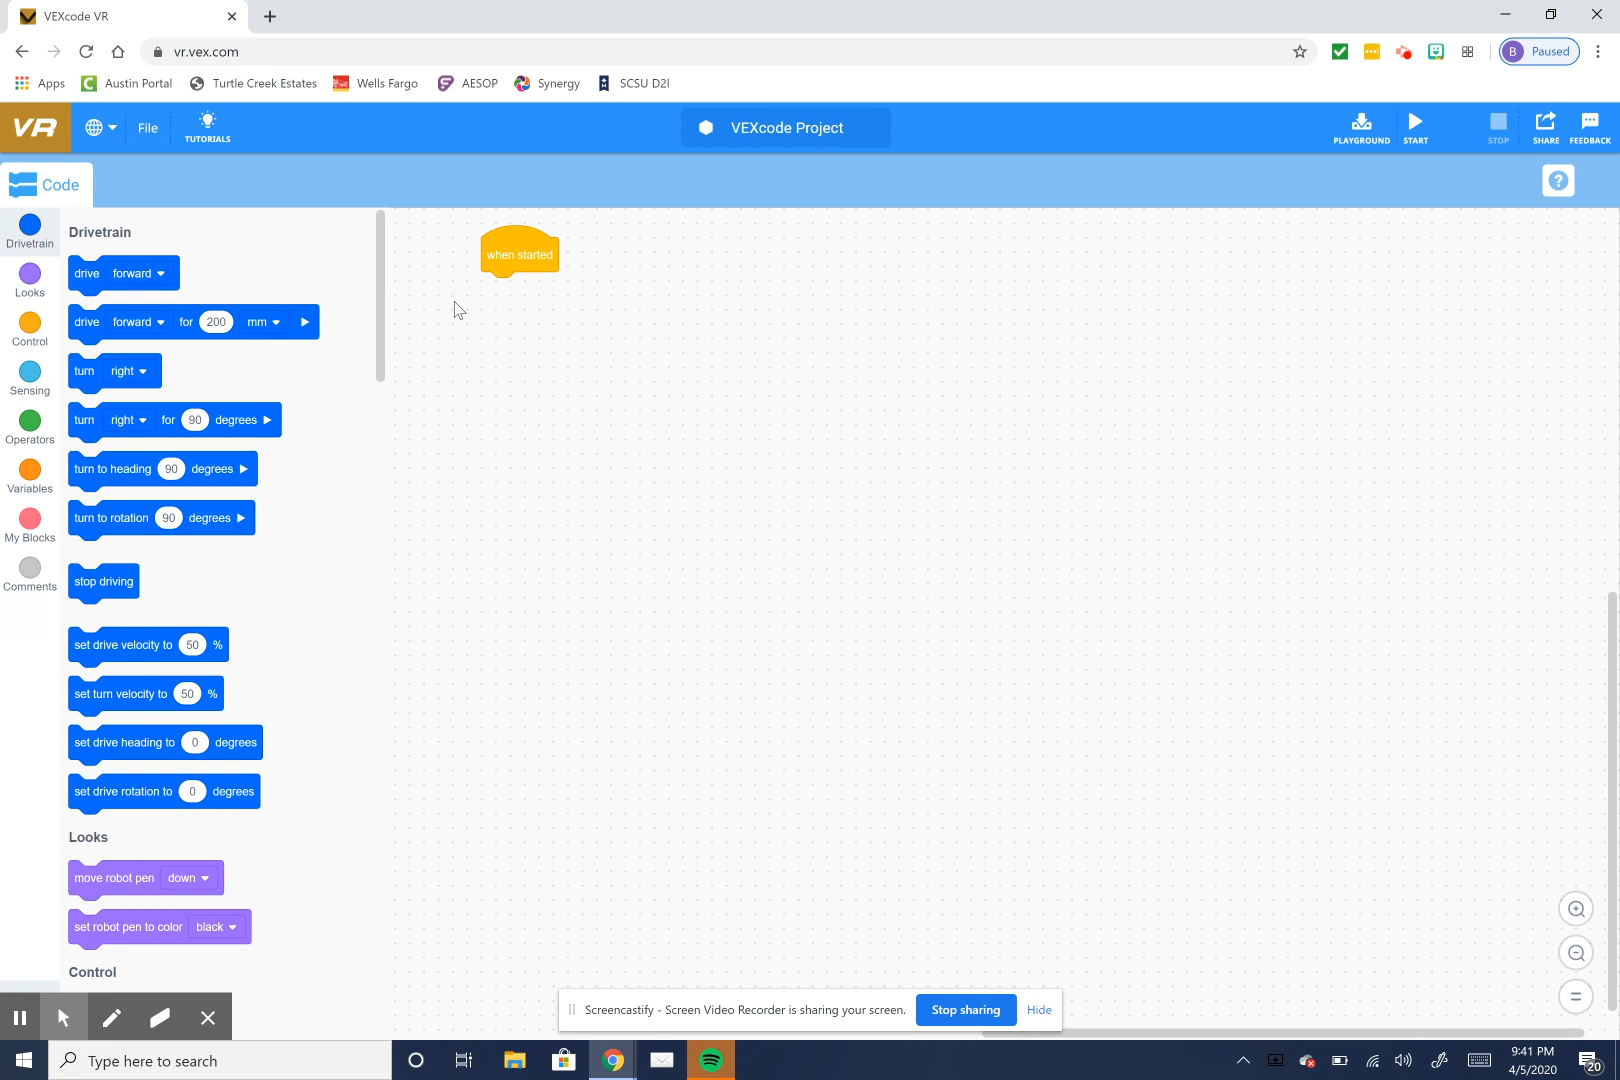 VEXcode VR
vr.vex.com
B Paused
Apps Austin Portal Turtle Creek Estates Wells Fargo AESOP Synergy SCSU D2l
VR File TUTORIALS VEXcode Project PLAYGROUND START STOP SHARE FEEDBACK
Code
?
Drivetrain
Looks
Control
Sensing
Operators
Variables
My Blocks
Comments
Drivetrain
drive forward
drive forward for 200 mm
turn right
turn right for 90 degrees
turn to heading 90 degrees
turn to rotation 90 degrees
stop driving
set drive velocity to 50 %
set turn velocity to 50 %
set drive heading to 0 degrees
set drive rotation to 0 degrees
Looks
move robot pen down
set robot pen to color black
Control
when started
Screencastify - Screen Video Recorder is sharing your screen. Stop sharing Hide
Type here to search
9:41 PM
4/5/2020
20